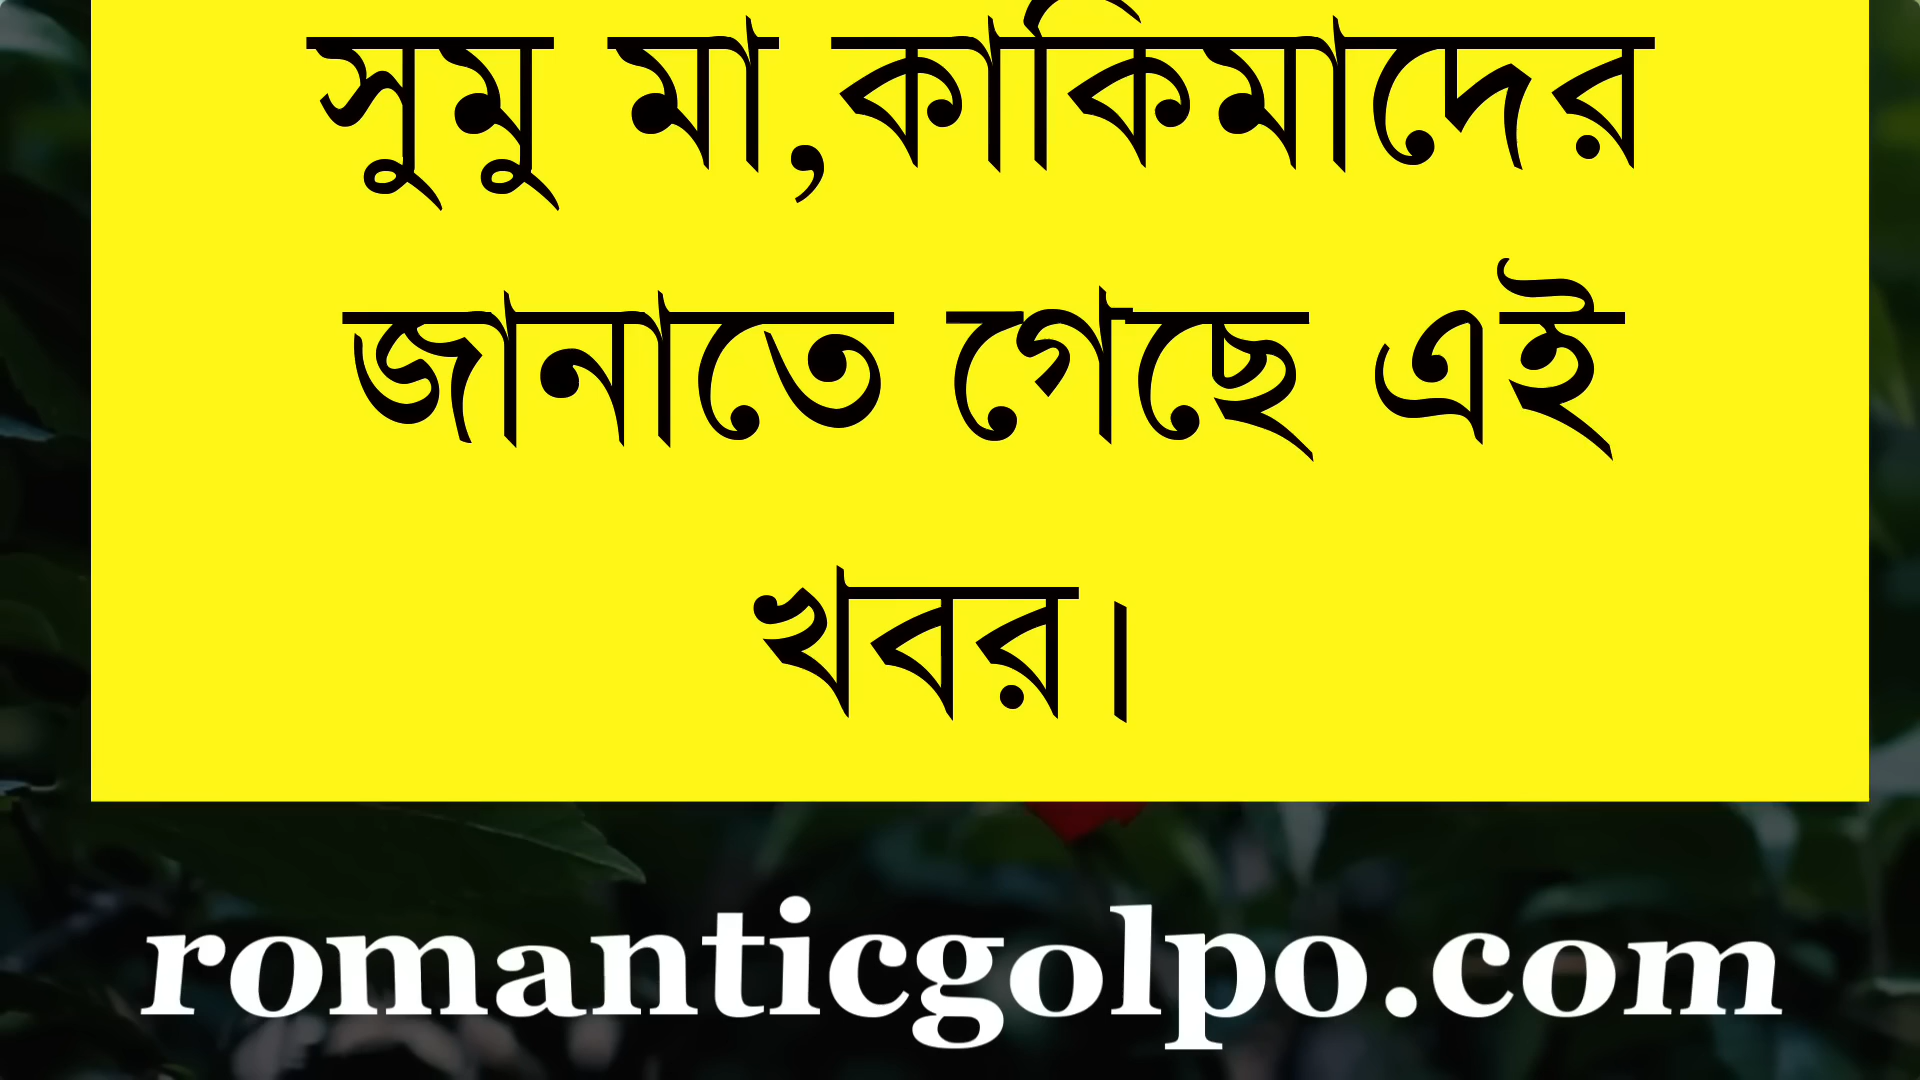 সুমু মা,কাকিমাদের
জানাতে গেছে এই
খবর।
romanticgolpo.com